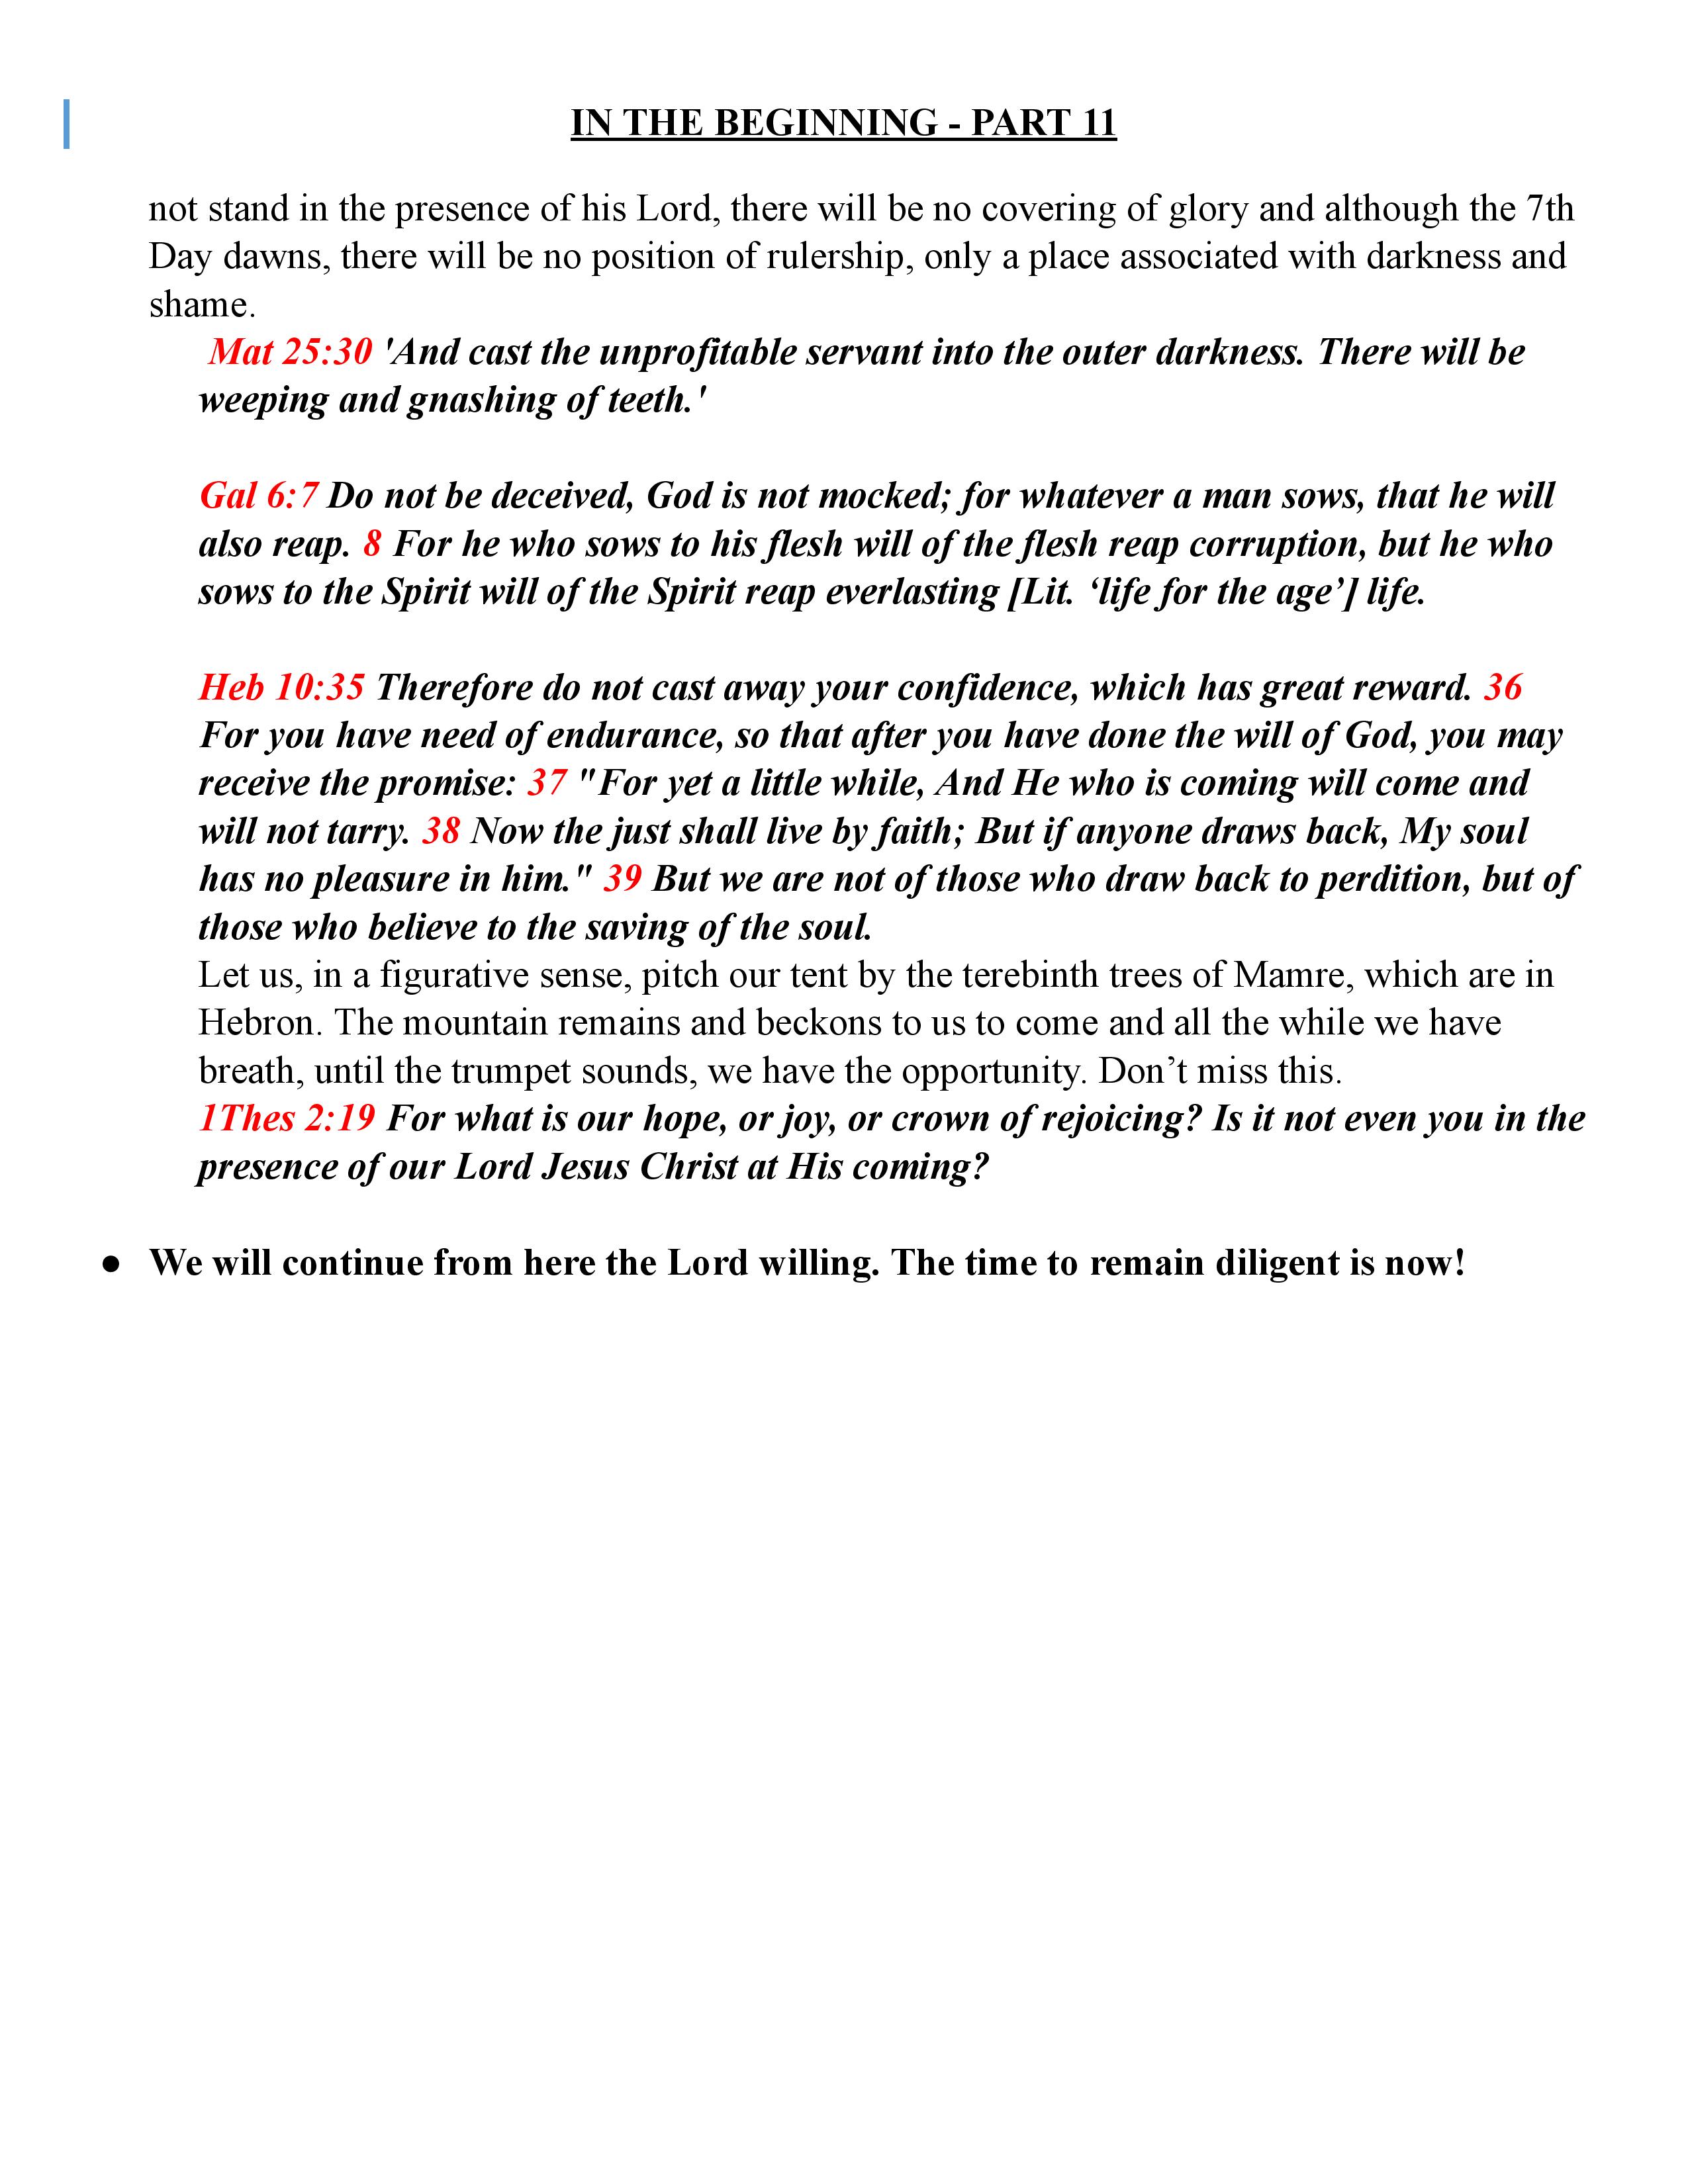 IN THE BEGINNING - PART 11
not stand in the presence of his Lord, there will be no covering of glory and although the 7th
Day dawns, there will be no position of rulership, only a place associated with darkness and
shame.
Mat 25:30 'And cast the unprofitable servant into the outer darkness. There will be
weeping and gnashing of teeth.'
Gal 6:7 Do not be deceived, God is not mocked; for whatever a man sows, that he will
also reap. 8 For he who sows to his flesh will of the flesh reap corruption, but he who
sows to the Spirit will of the Spirit reap everlasting [Lit. ‘life for the age’] life.
Heb 10:35 Therefore do not cast away your confidence, which has great reward. 36
For you have need of endurance, so that after you have done the will of God, you may
receive the promise: 37 "For yet a little while, And He who is coming will come and
will not tarry. 38 Now the just shall live by faith; But if anyone draws back, My soul
has no pleasure in him." 39 But we are not of those who draw back to perdition, but of
those who believe to the saving of the soul.
Let us, in a figurative sense, pitch our tent by the terebinth trees of Mamre, which are in
Hebron. The mountain remains and beckons to us to come and all the while we have
breath, until the trumpet sounds, we have the opportunity. Don’t miss this.
1Thes 2:19 For what is our hope, or joy, or crown of rejoicing? Is it not even you in the
presence of our Lord Jesus Christ at His coming?
● We will continue from here the Lord willing. The time to remain diligent is now!